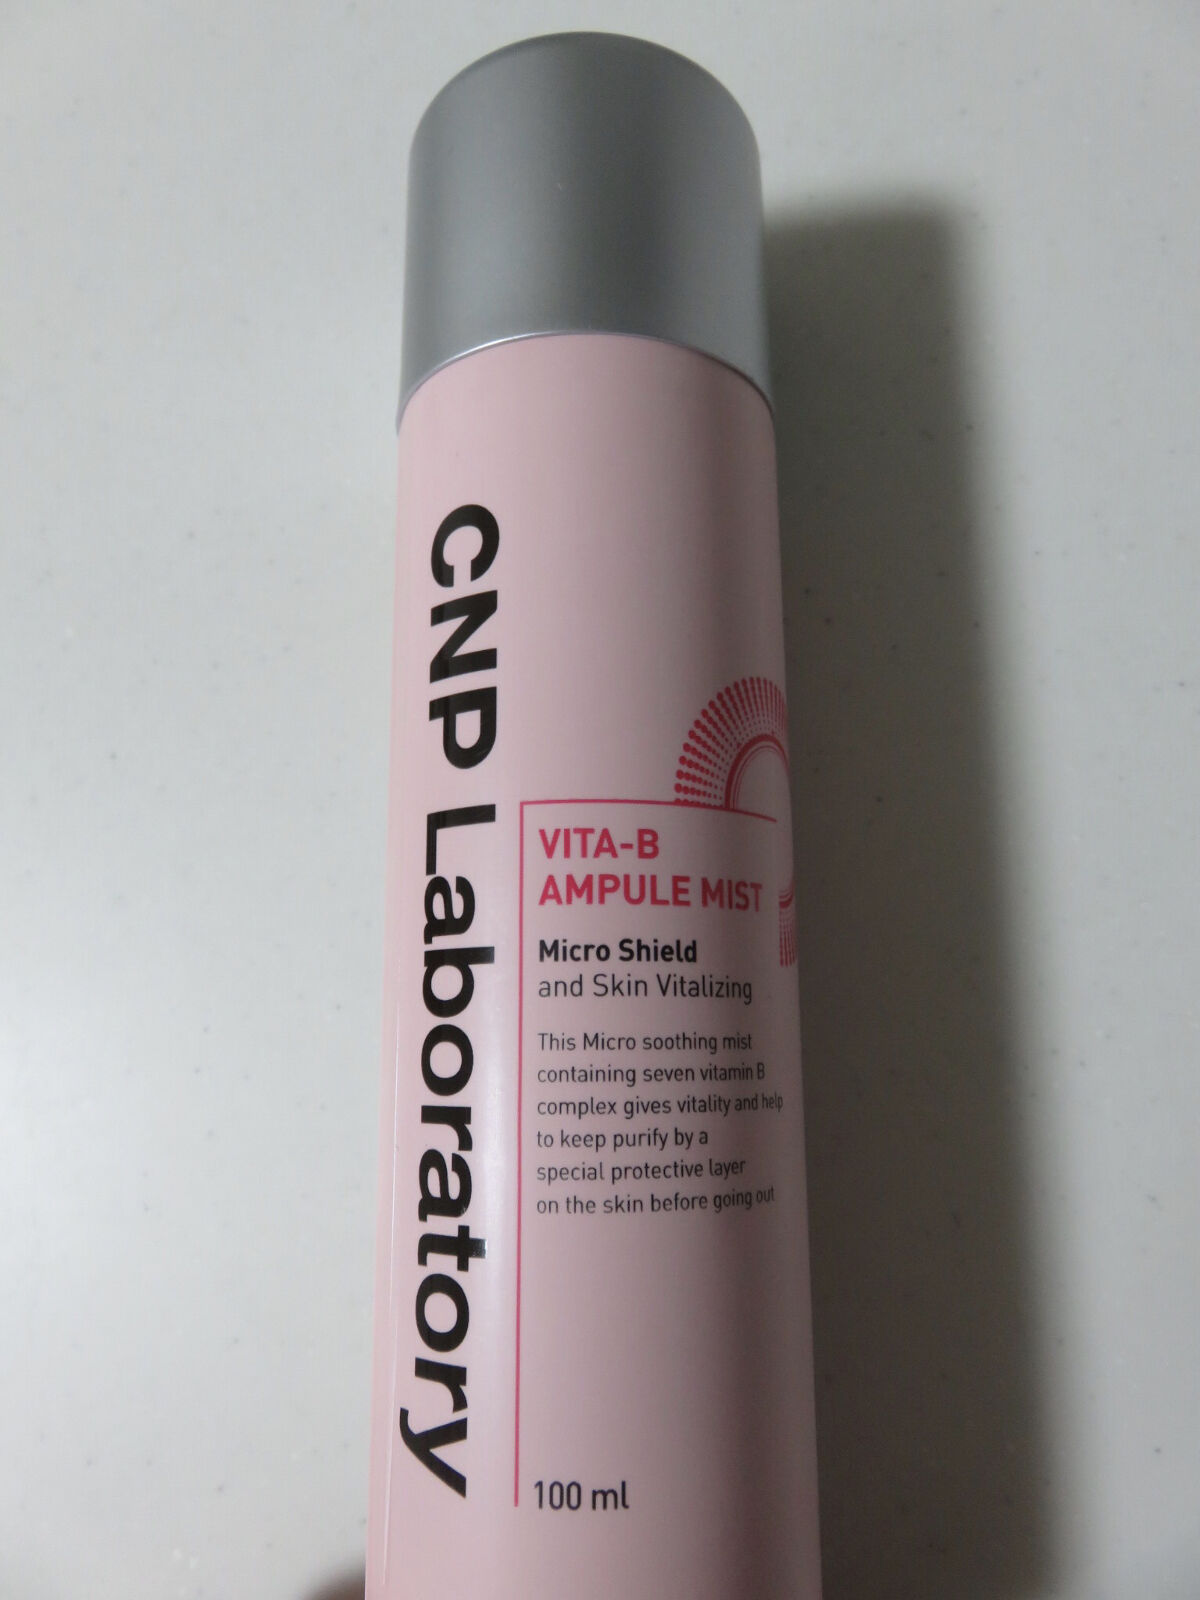 CNP Laboratory
VITA-B
AMPULE MIST
Micro Shield
and Skin Vitalizing
This Micro soothing mist
containing seven vitamin B
complex gives vitality and help
to keep purify by a
special protective layer
on the skin before going out
100 ml